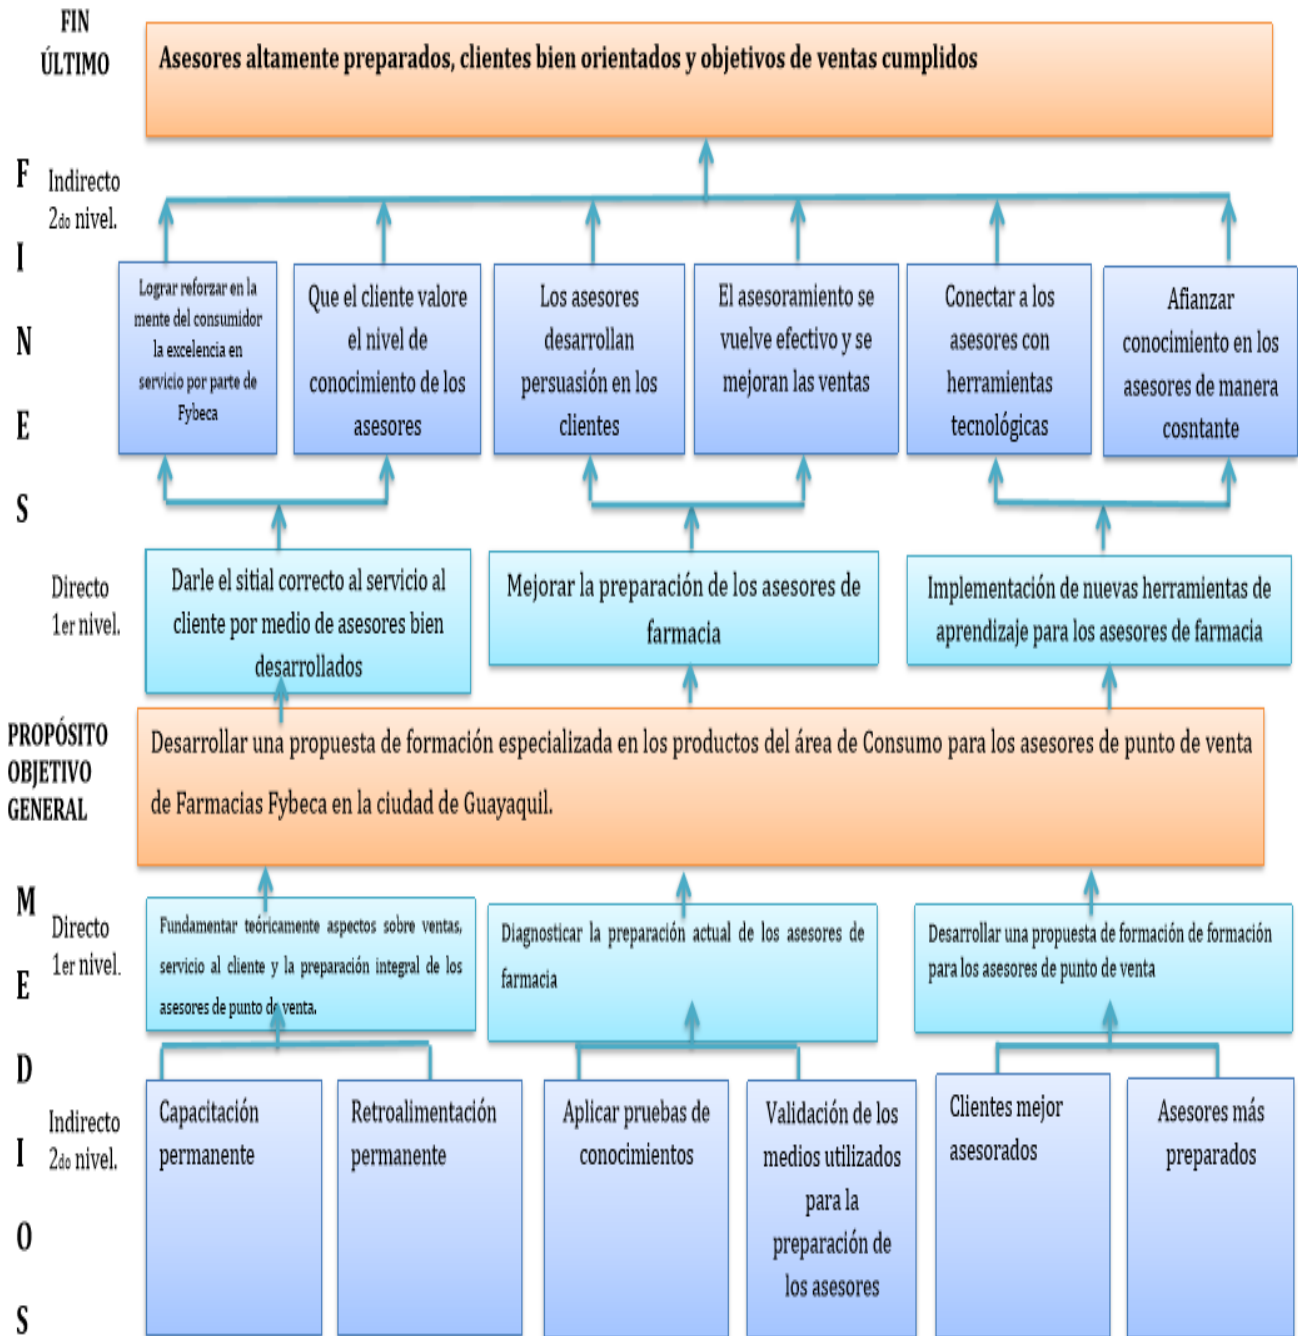 FIN
ÚLTIMO
Asesores altamente preparados, clientes bien orientados y objetivos de ventas cumplidos
F
I
N
E
S
Indirecto
2do nivel.
Lograr reforzar en la
mente del consumidor
la excelencia en
servicio por parte de
Fybeca
Que el cliente valore
el nivel de
conocimiento de los
asesores
Los asesores
desarrollan
persuasión en los
clientes
El asesoramiento se
vuelve efectivo y se
mejoran las ventas
Conectar a los
asesores con
herramientas
tecnológicas
Afianzar
conocimiento en los
asesores de manera
cosntante
Directo
1er nivel.
Darle el sitial correcto al servicio al
cliente por medio de asesores bien
desarrollados
Mejorar la preparación de los asesores de
farmacia
Implementación de nuevas herramientas de
aprendizaje para los asesores de farmacia
PROPÓSITO
OBJETIVO
GENERAL
Desarrollar una propuesta de formación especializada en los productos del área de Consumo para los asesores de punto de venta
de Farmacias Fybeca en la ciudad de Guayaquil.
M
E
D
I
O
S
Directo
1er nivel.
Fundamentar teóricamente aspectos sobre ventas,
servicio al cliente y la preparación integral de los
asesores de punto de venta.
Diagnosticar la preparación actual de los asesores de
farmacia
Desarrollar una propuesta de formación de formación
para los asesores de punto de venta
Indirecto
2do nivel.
Capacitación
permanente
Retroalimentación
permanente
Aplicar pruebas de
conocimientos
Validación de los
medios utilizados
para la
preparación de
los asesores
Clientes mejor
asesorados
Asesores más
preparados